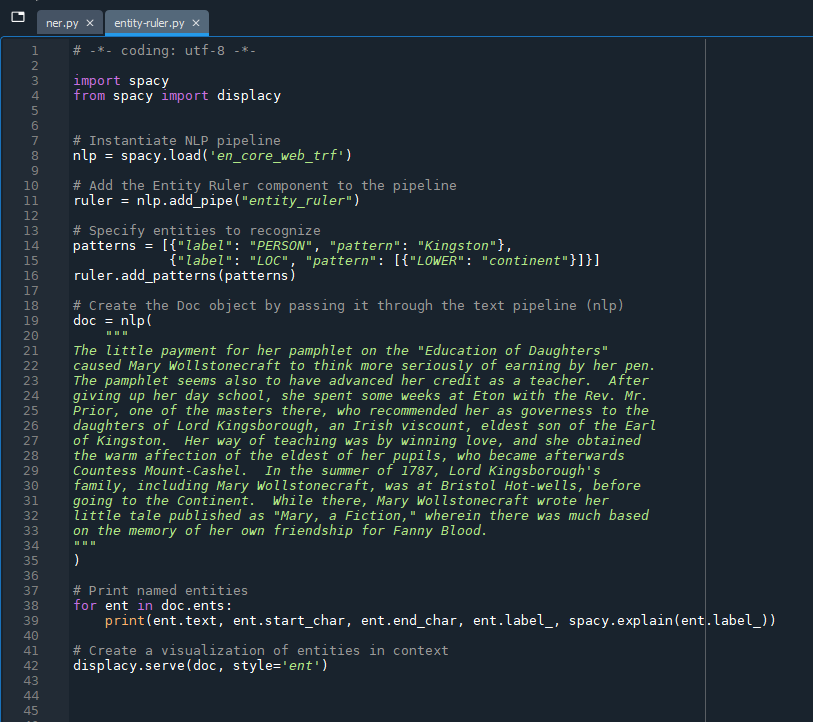 ner.py ×
entity-ruler.py ×
1 # -*- coding: utf-8 -*-
2
3 import spacy
4 from spacy import displacy
5
6
7 # Instantiate NLP pipeline
8 nlp = spacy.load('en_core_web_trf')
9
10 # Add the Entity Ruler component to the pipeline
11 ruler = nlp.add_pipe("entity_ruler")
12
13 # Specify entities to recognize
14 patterns = [{"label": "PERSON", "pattern": "Kingston"},
15             {"label": "LOC", "pattern": [{"LOWER": "continent"}]}]
16 ruler.add_patterns(patterns)
17
18 # Create the Doc object by passing it through the text pipeline (nlp)
19 doc = nlp(
20     """
21 The little payment for her pamphlet on the "Education of Daughters"
22 caused Mary Wollstonecraft to think more seriously of earning by her pen.
23 The pamphlet seems also to have advanced her credit as a teacher.  After
24 giving up her day school, she spent some weeks at Eton with the Rev. Mr.
25 Prior, one of the masters there, who recommended her as governess to the
26 daughters of Lord Kingsborough, an Irish viscount, eldest son of the Earl
27 of Kingston.  Her way of teaching was by winning love, and she obtained
28 the warm affection of the eldest of her pupils, who became afterwards
29 Countess Mount-Cashel.  In the summer of 1787, Lord Kingsborough's
30 family, including Mary Wollstonecraft, was at Bristol Hot-wells, before
31 going to the Continent.  While there, Mary Wollstonecraft wrote her
32 little tale published as "Mary, a Fiction," wherein there was much based
33 on the memory of her own friendship for Fanny Blood.
34 """
35 )
36
37 # Print named entities
38 for ent in doc.ents:
39     print(ent.text, ent.start_char, ent.end_char, ent.label_, spacy.explain(ent.label_))
40
41 # Create a visualization of entities in context
42 displacy.serve(doc, style='ent')
43
44
45